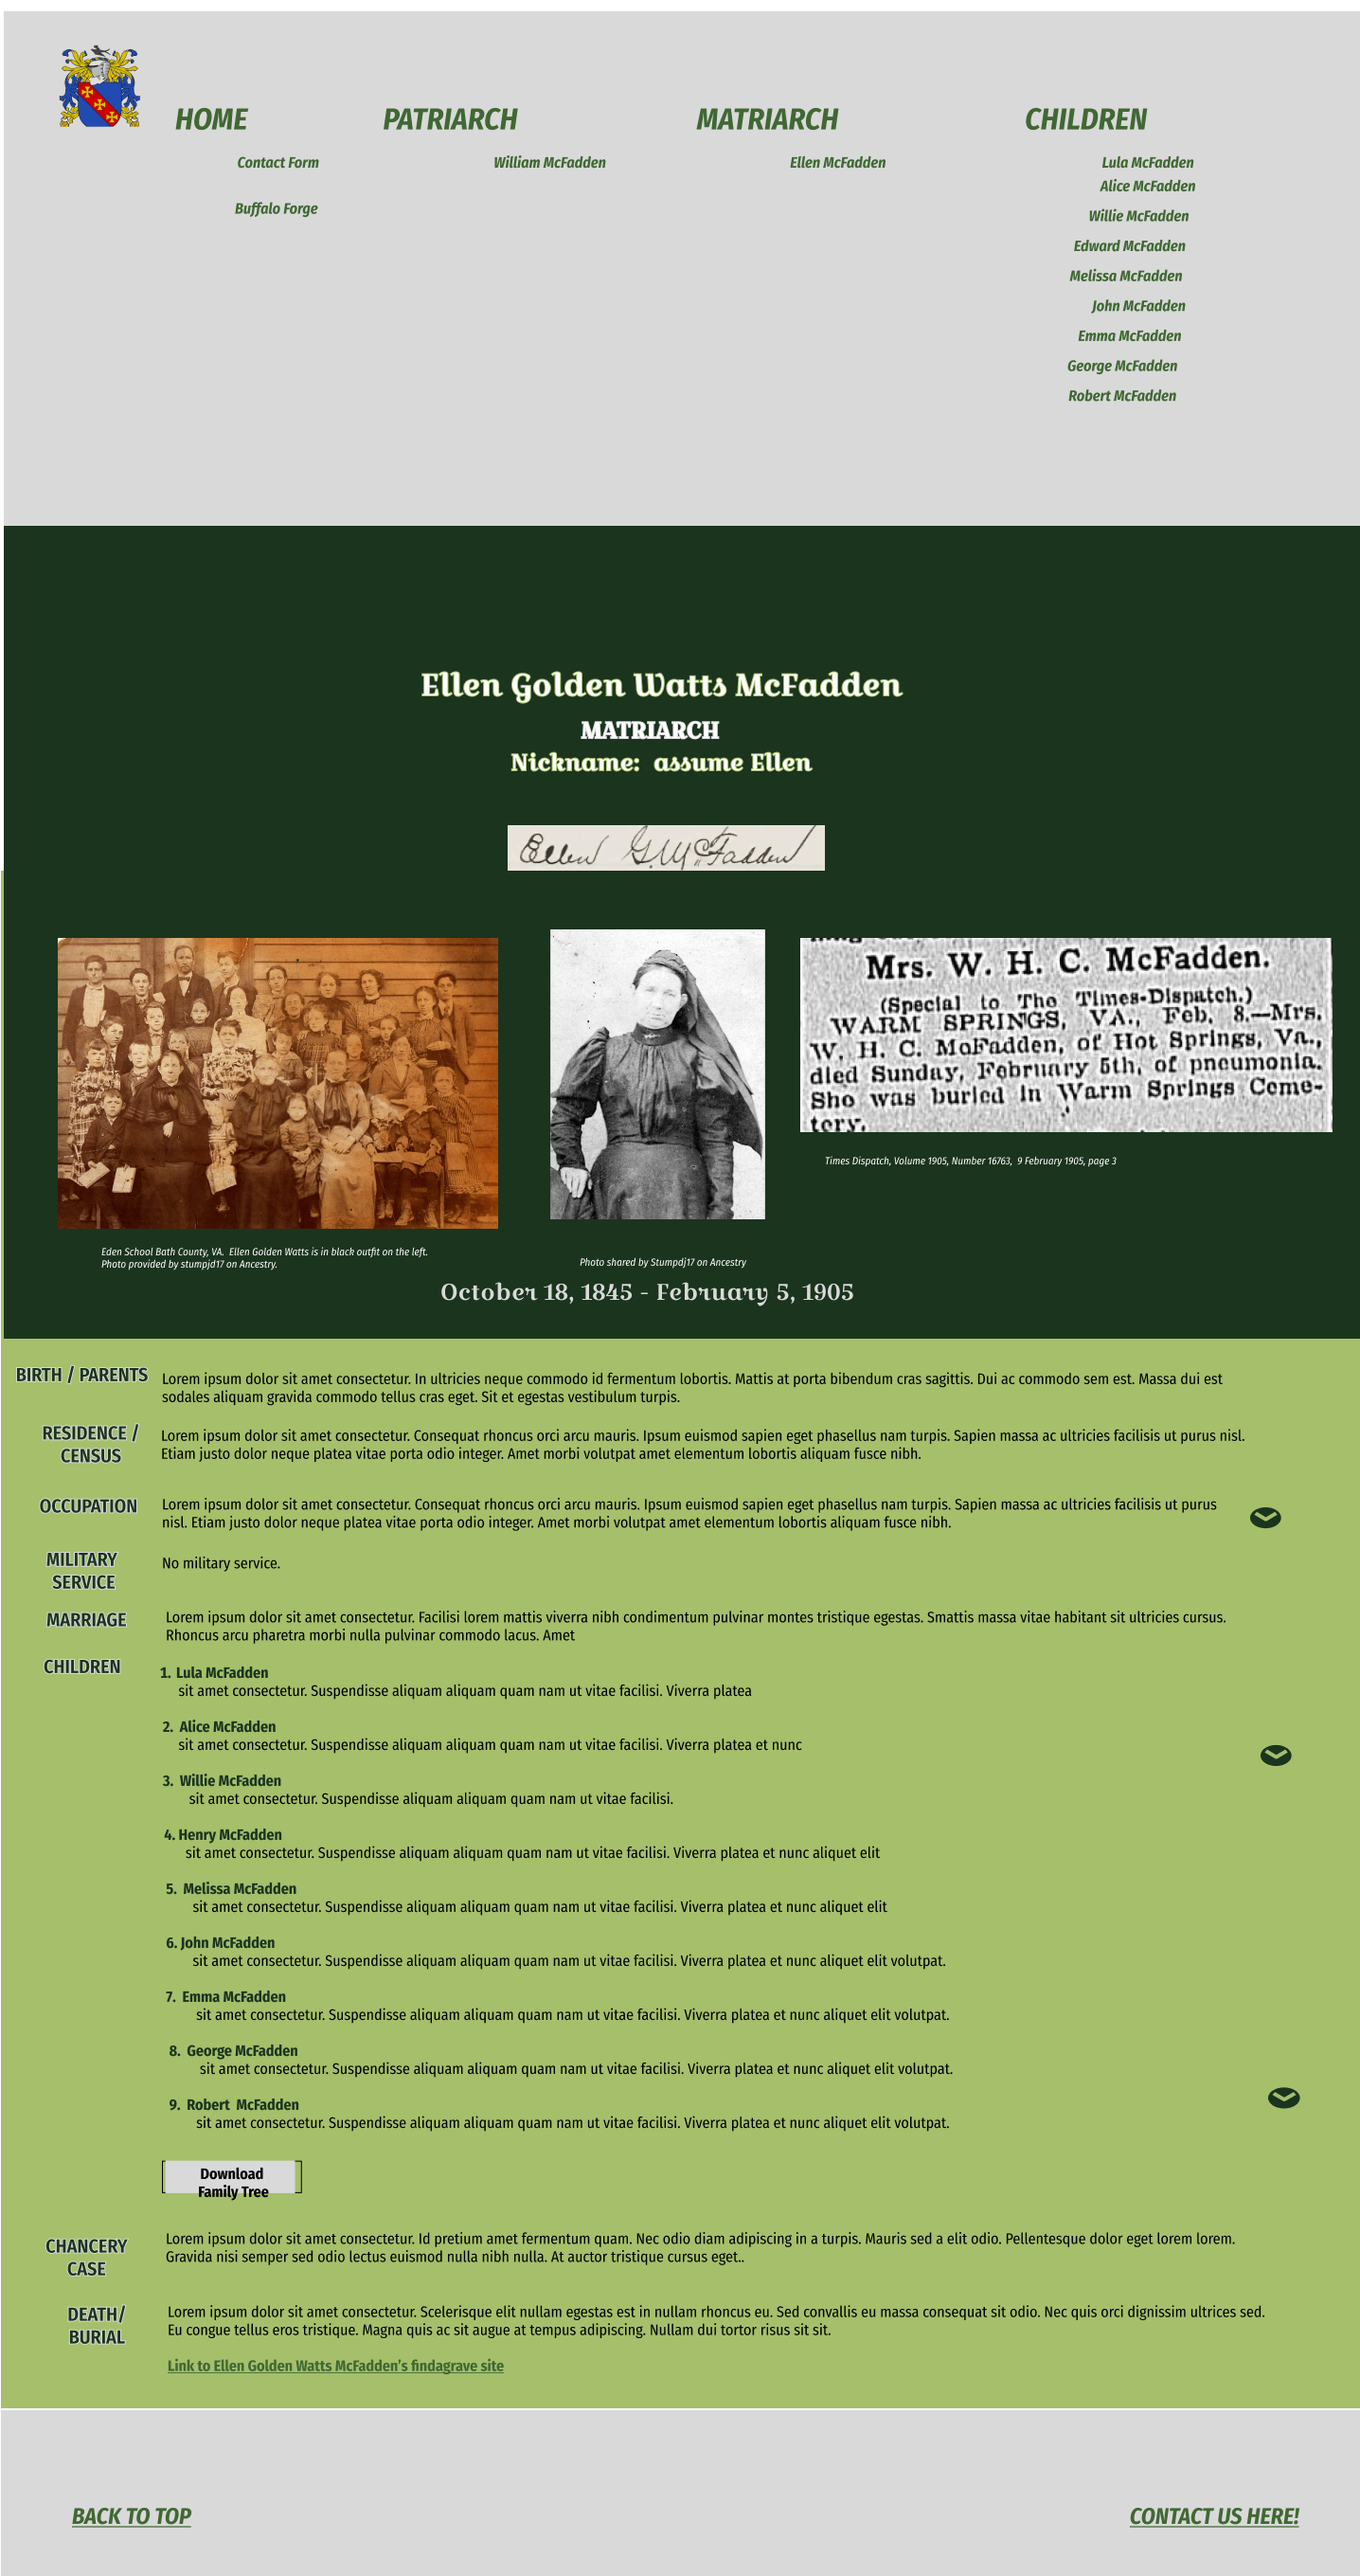 HOME
PATRIARCH
MATRIARCH
CHILDREN
Contact Form
Buffalo Forge
William McFadden
Ellen McFadden
Lula McFadden
Alice McFadden
Willie McFadden
Edward McFadden
Melissa McFadden
John McFadden
Emma McFadden
George McFadden
Robert McFadden
Ellen Golden Watts McFadden
MATRIARCH
Nickname:  assume Ellen
Ellen G. McFadden
Mrs. W. H. C. McFadden.
(Special to The Times-Dispatch.)
WARM SPRINGS, VA., Feb. 8.—Mrs.
W. H. C. McFadden, of Hot Springs, Va.,
died Sunday, February 5th, of pneumonia.
She was buried in Warm Springs Ceme-
tery.
Times Dispatch, Volume 1905, Number 16763,  9 February 1905, page 3
Eden School Bath County, VA.  Ellen Golden Watts is in black outfit on the left.
Photo provided by stumpjd17 on Ancestry.
Photo shared by Stumpdj17 on Ancestry
October 18, 1845 - February 5, 1905
BIRTH / PARENTS
Lorem ipsum dolor sit amet consectetur. In ultricies neque commodo id fermentum lobortis. Mattis at porta bibendum cras sagittis. Dui ac commodo sem est. Massa dui est
sodales aliquam gravida commodo tellus cras eget. Sit et egestas vestibulum turpis.
RESIDENCE /
CENSUS
Lorem ipsum dolor sit amet consectetur. Consequat rhoncus orci arcu mauris. Ipsum euismod sapien eget phasellus nam turpis. Sapien massa ac ultricies facilisis ut purus nisl.
Etiam justo dolor neque platea vitae porta odio integer. Amet morbi volutpat amet elementum lobortis aliquam fusce nibh.
OCCUPATION
Lorem ipsum dolor sit amet consectetur. Consequat rhoncus orci arcu mauris. Ipsum euismod sapien eget phasellus nam turpis. Sapien massa ac ultricies facilisis ut purus
nisl. Etiam justo dolor neque platea vitae porta odio integer. Amet morbi volutpat amet elementum lobortis aliquam fusce nibh.
MILITARY
SERVICE
No military service.
MARRIAGE
Lorem ipsum dolor sit amet consectetur. Facilisi lorem mattis viverra nibh condimentum pulvinar montes tristique egestas. Smattis massa vitae habitant sit ultricies cursus.
Rhoncus arcu pharetra morbi nulla pulvinar commodo lacus. Amet
CHILDREN
1.  Lula McFadden
sit amet consectetur. Suspendisse aliquam aliquam quam nam ut vitae facilisi. Viverra platea
2.  Alice McFadden
sit amet consectetur. Suspendisse aliquam aliquam quam nam ut vitae facilisi. Viverra platea et nunc
3.  Willie McFadden
sit amet consectetur. Suspendisse aliquam aliquam quam nam ut vitae facilisi.
4. Henry McFadden
sit amet consectetur. Suspendisse aliquam aliquam quam nam ut vitae facilisi. Viverra platea et nunc aliquet elit
5.  Melissa McFadden
sit amet consectetur. Suspendisse aliquam aliquam quam nam ut vitae facilisi. Viverra platea et nunc aliquet elit
6. John McFadden
sit amet consectetur. Suspendisse aliquam aliquam quam nam ut vitae facilisi. Viverra platea et nunc aliquet elit volutpat.
7.  Emma McFadden
sit amet consectetur. Suspendisse aliquam aliquam quam nam ut vitae facilisi. Viverra platea et nunc aliquet elit volutpat.
8.  George McFadden
sit amet consectetur. Suspendisse aliquam aliquam quam nam ut vitae facilisi. Viverra platea et nunc aliquet elit volutpat.
9.  Robert  McFadden
sit amet consectetur. Suspendisse aliquam aliquam quam nam ut vitae facilisi. Viverra platea et nunc aliquet elit volutpat.
Download
Family Tree
CHANCERY
CASE
Lorem ipsum dolor sit amet consectetur. Id pretium amet fermentum quam. Nec odio diam adipiscing in a turpis. Mauris sed a elit odio. Pellentesque dolor eget lorem lorem.
Gravida nisi semper sed odio lectus euismod nulla nibh nulla. At auctor tristique cursus eget..
DEATH/
BURIAL
Lorem ipsum dolor sit amet consectetur. Scelerisque elit nullam egestas est in nullam rhoncus eu. Sed convallis eu massa consequat sit odio. Nec quis orci dignissim ultrices sed.
Eu congue tellus eros tristique. Magna quis ac sit augue at tempus adipiscing. Nullam dui tortor risus sit sit.
Link to Ellen Golden Watts McFadden's findagrave site
BACK TO TOP
CONTACT US HERE!